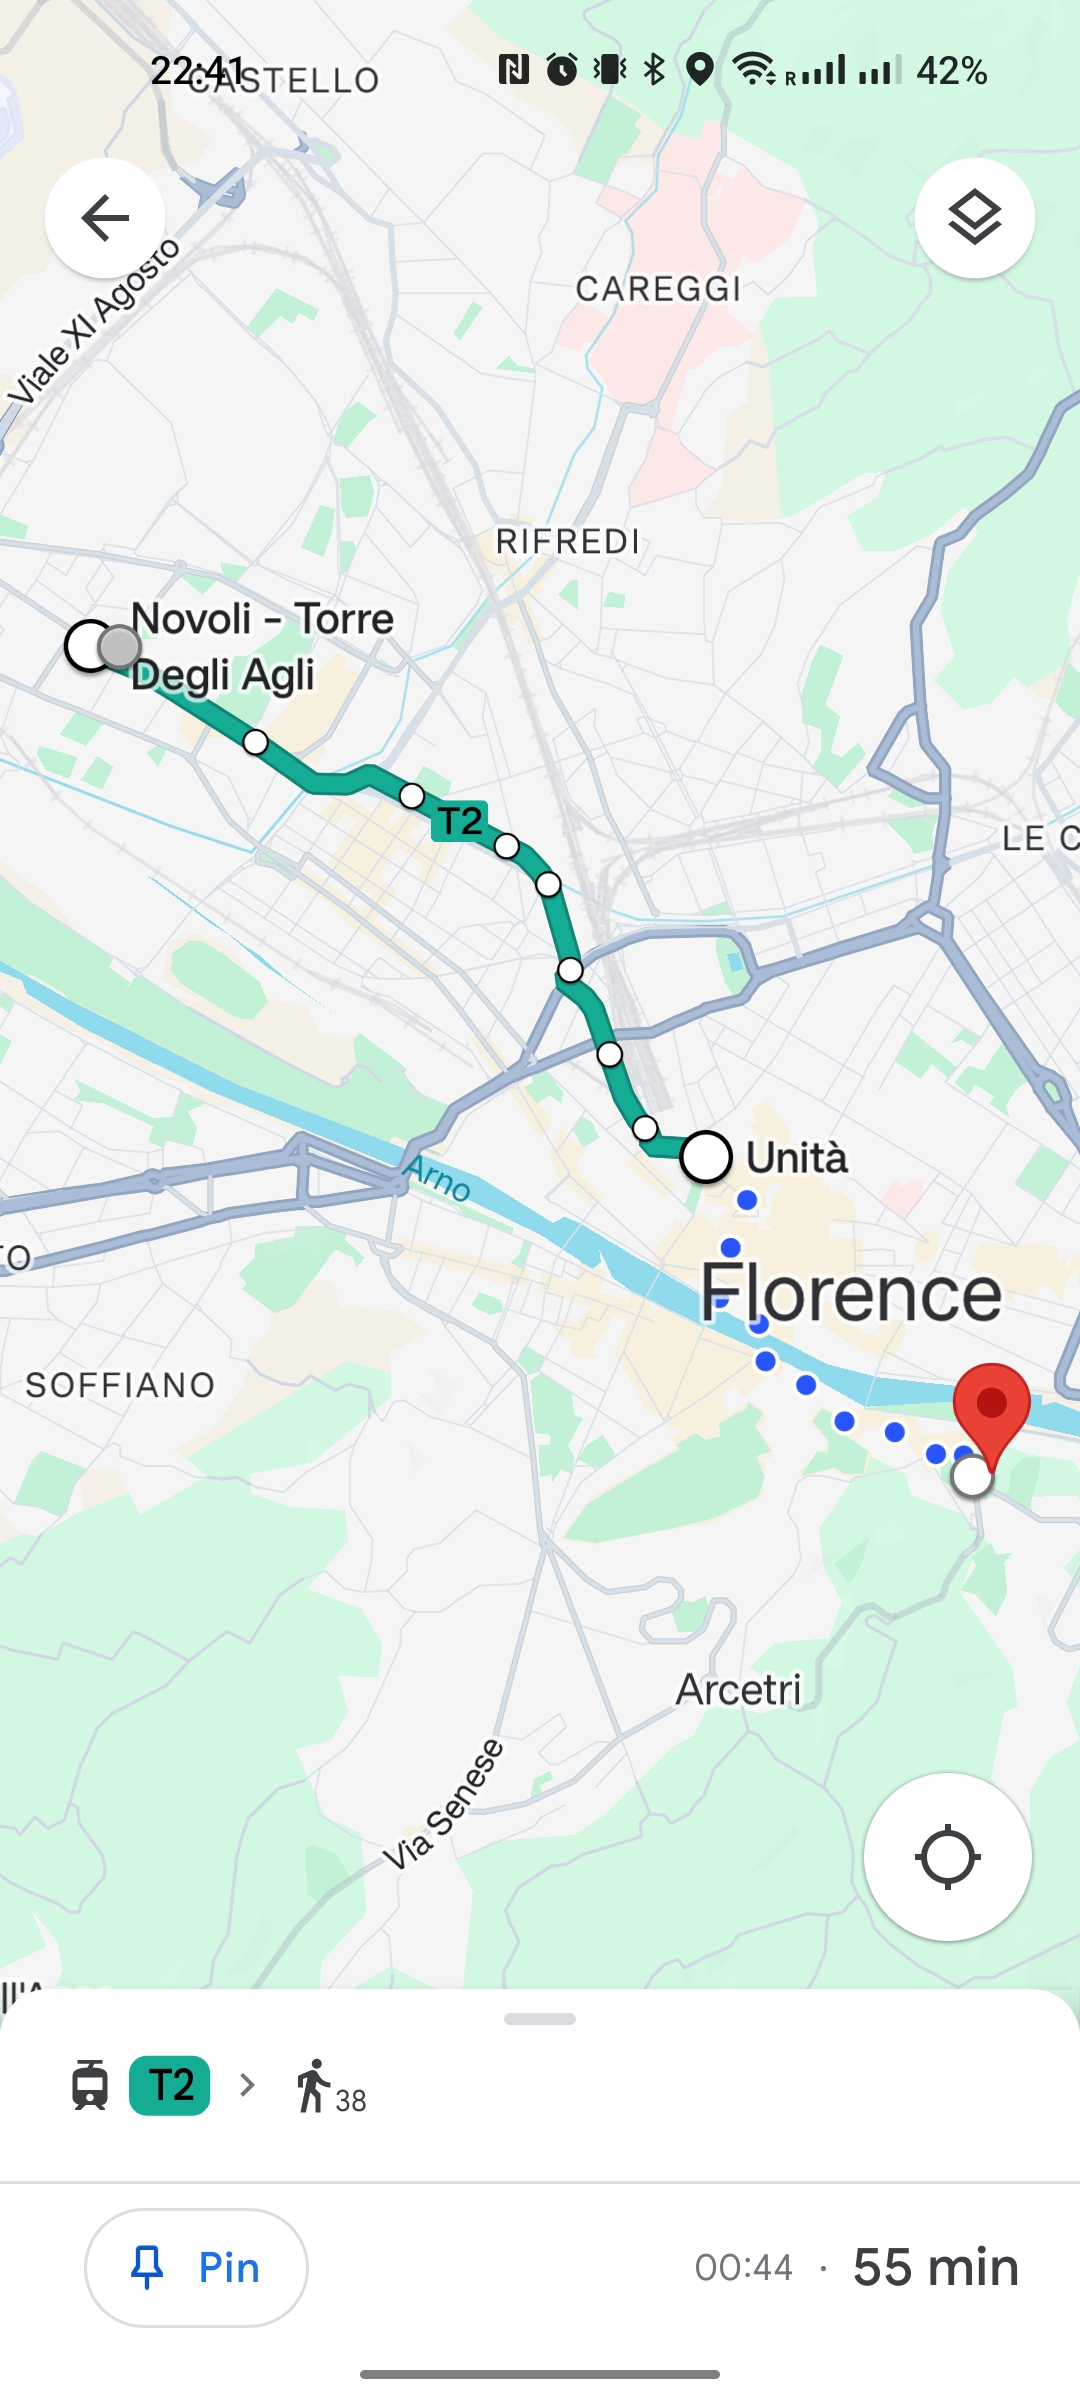 22:41
42%
CASTELLO
CAREGGI
Viale XI Agosto
RIFREDI
Novoli - Torre
Degli Agli
T2
LE C
Unità
Arno
TO
Florence
SOFFIANO
Arcetri
Via Senese
T2
38
Pin
00:44 · 55 min